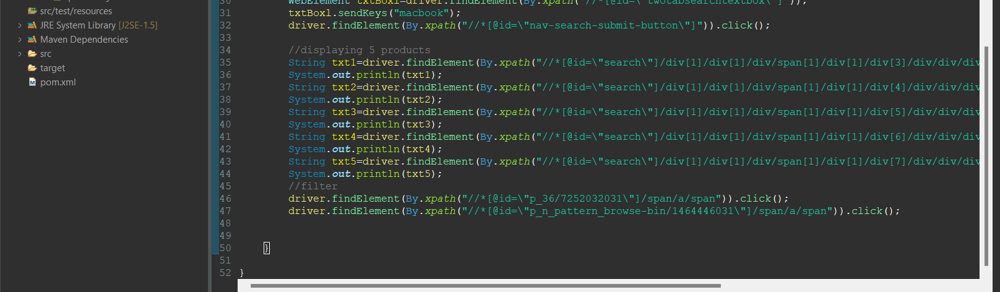 src/test/resources
JRE System Library [J2SE-1.5]
Maven Dependencies
src
target
pom.xml
30 WebElement txtBox1=driver.findElement(By.xpath("//*[@id=\"twotabsearchtextbox\"]"));
31 txtBox1.sendKeys("macbook");
32 driver.findElement(By.xpath("//*[@id=\"nav-search-submit-button\"]")).click();
33
34 //displaying 5 products
35 String txt1=driver.findElement(By.xpath("//*[@id=\"search\"]/div[1]/div[1]/div/span[1]/div[1]/div[3]/div/div/div
36 System.out.println(txt1);
37 String txt2=driver.findElement(By.xpath("//*[@id=\"search\"]/div[1]/div[1]/div/span[1]/div[1]/div[4]/div/div/div
38 System.out.println(txt2);
39 String txt3=driver.findElement(By.xpath("//*[@id=\"search\"]/div[1]/div[1]/div/span[1]/div[1]/div[5]/div/div/div
40 System.out.println(txt3);
41 String txt4=driver.findElement(By.xpath("//*[@id=\"search\"]/div[1]/div[1]/div/span[1]/div[1]/div[6]/div/div/div
42 System.out.println(txt4);
43 String txt5=driver.findElement(By.xpath("//*[@id=\"search\"]/div[1]/div[1]/div/span[1]/div[1]/div[7]/div/div/div
44 System.out.println(txt5);
45 //filter
46 driver.findElement(By.xpath("//*[@id=\"p_36/7252032031\"]/span/a/span")).click();
47 driver.findElement(By.xpath("//*[@id=\"p_n_pattern_browse-bin/1464446031\"]/span/a/span")).click();
48
49
50 }
51
52 }